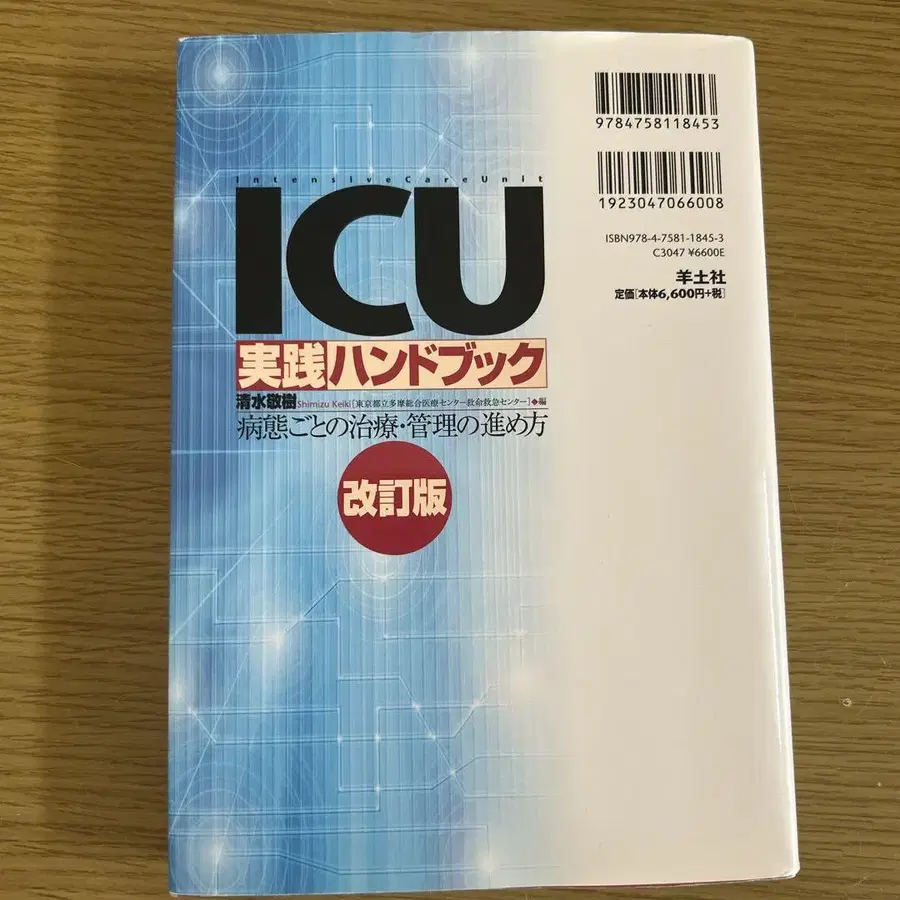 IntensiveCareUnit
ICU
実践ハンドブック
清水敬樹 Shimizu Keiki[東京都立多摩総合医療センター救命救急センター]◆編
病態ごとの治療・管理の進め方
改訂版
9784758118453
1923047066008
ISBN978-4-7581-1845-3
C3047 ¥6600E
羊土社
定価[本体6,600円+税]